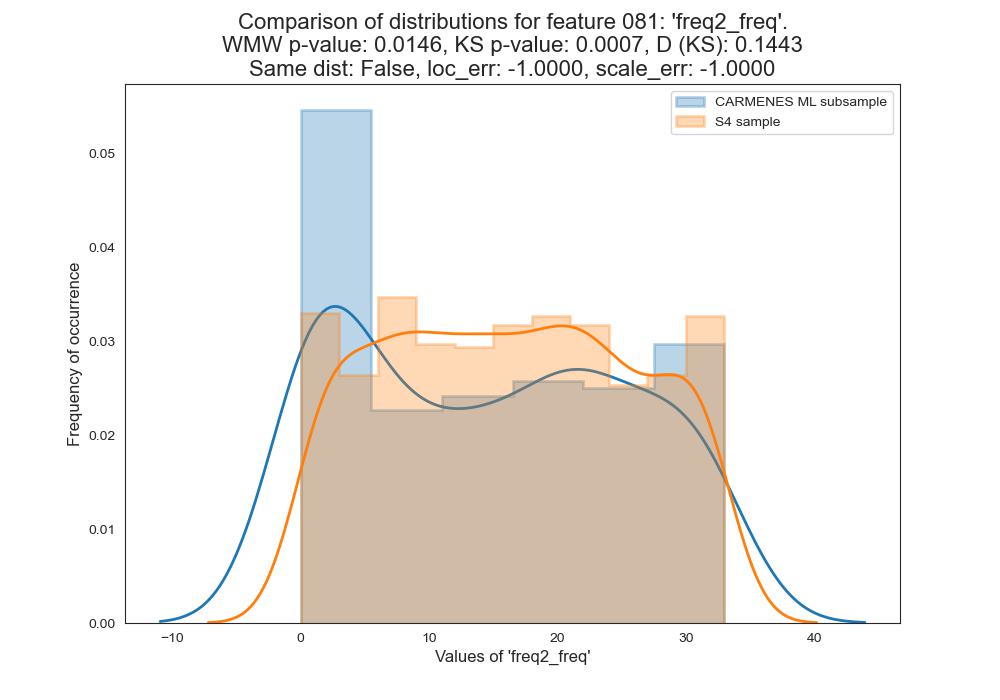 Comparison of distributions for feature 081: 'freq2_freq'.
WMW p-value: 0.0146, KS p-value: 0.0007, D (KS): 0.1443
Same dist: False, loc_err: -1.0000, scale_err: -1.0000
CARMENES ML subsample
S4 sample
Frequency of occurrence
0.05
0.04
0.03
0.02
0.01
0.00
−10
0
10
20
30
40
Values of 'freq2_freq'